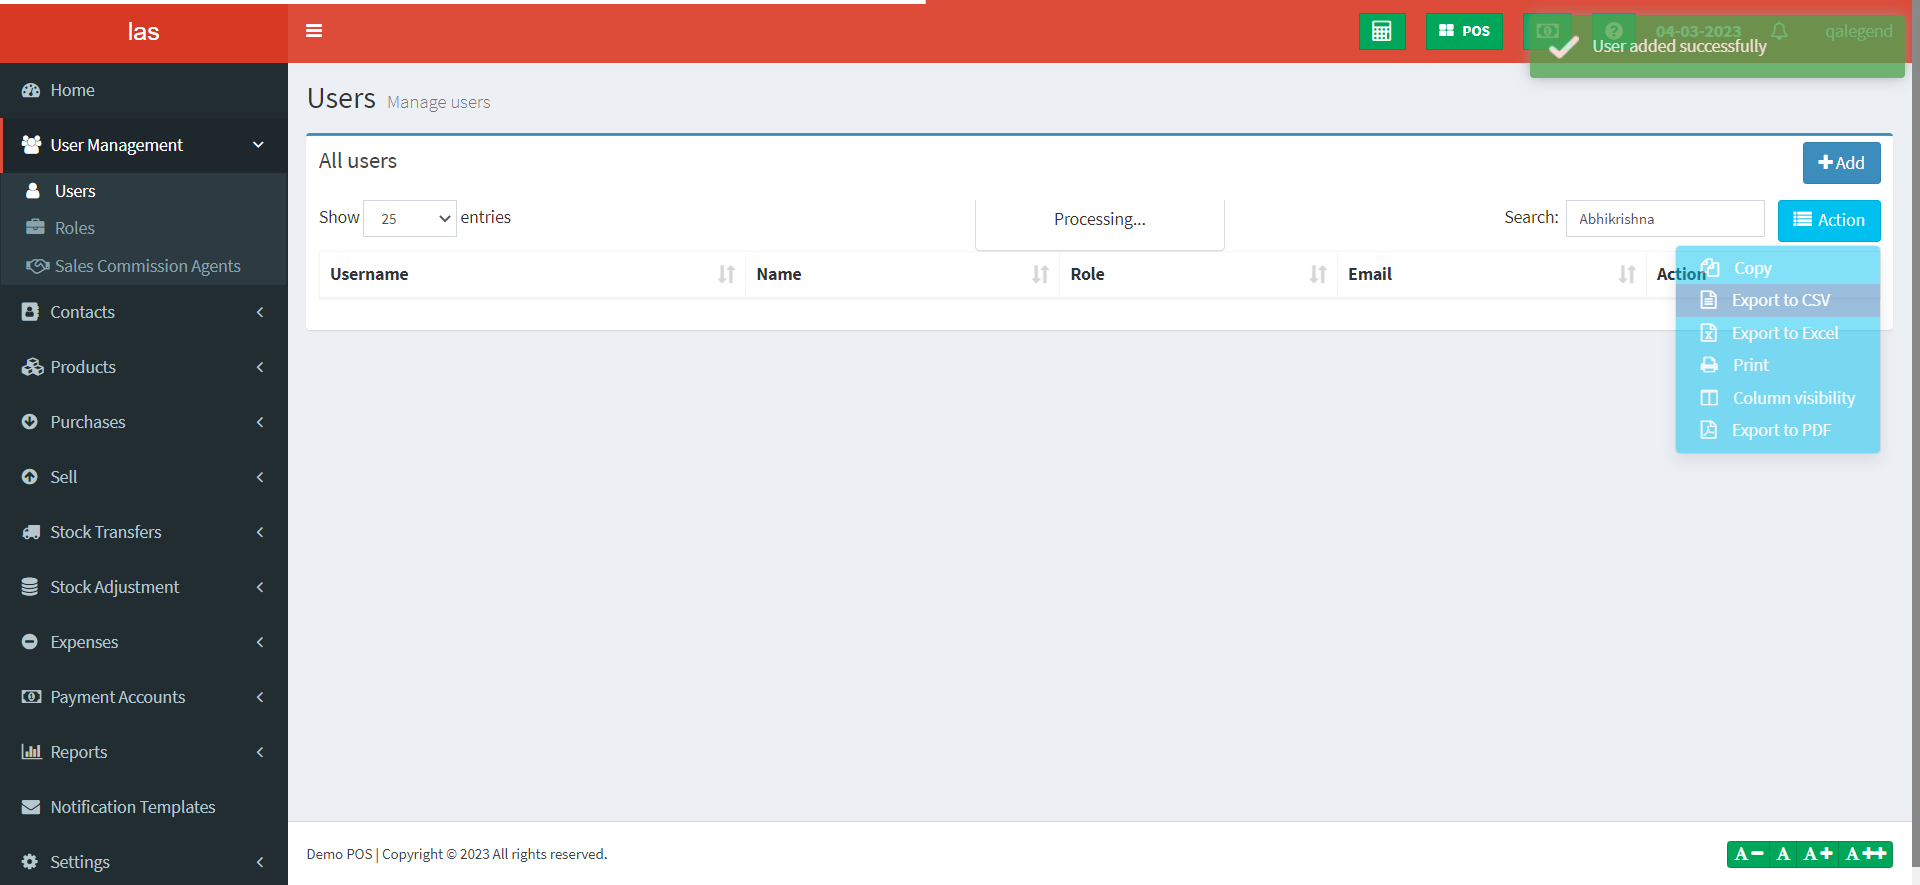 las
POS
04-03-2023
qalegend
User added successfully
Home
User Management
Users
Roles
Sales Commission Agents
Contacts
Products
Purchases
Sell
Stock Transfers
Stock Adjustment
Expenses
Payment Accounts
Reports
Notification Templates
Settings
Users Manage users
All users
Add
Show 25 entries
Processing...
Search: Abhikrishna
Action
Username Name Role Email Action
Copy
Export to CSV
Export to Excel
Print
Column visibility
Export to PDF
Demo POS | Copyright © 2023 All rights reserved.
A- A A+ A++